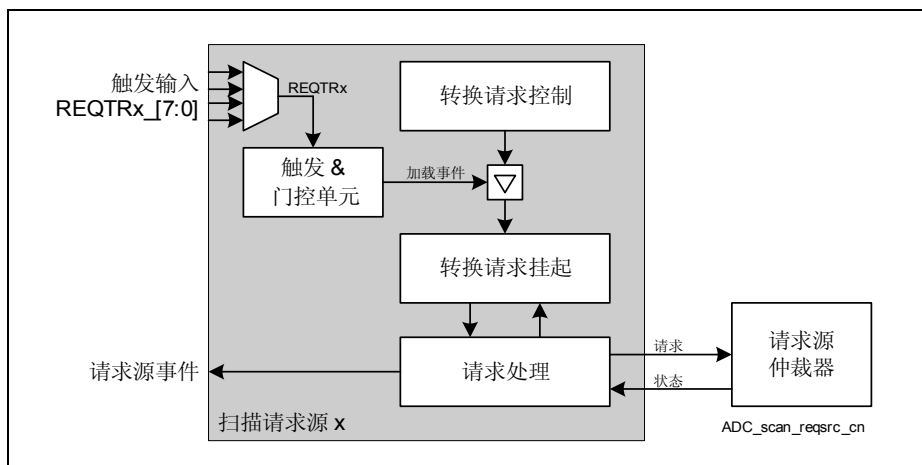 触发输入
REQTRx_[7:0]
REQTRx
转换请求控制
触发 &
门控单元
加载事件
转换请求挂起
请求源事件
请求处理
请求
状态
请求源
仲裁器
扫描请求源 x
ADC_scan_reqsrc_cn